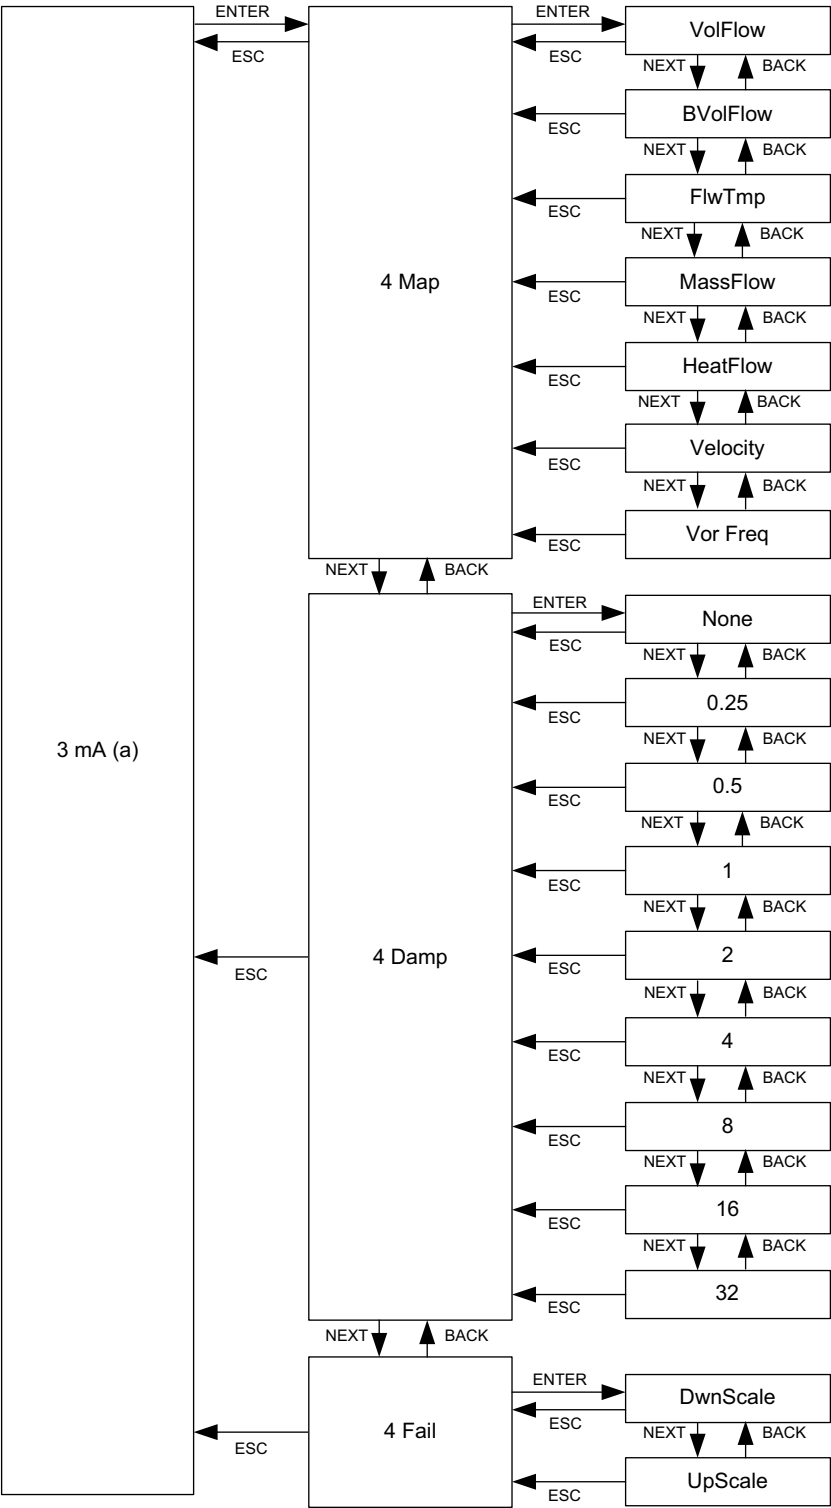 ENTER
ENTER
VolFlow
ESC
ESC
NEXT
BACK
BVolFlow
ESC
NEXT
BACK
FlwTmp
ESC
NEXT
BACK
4 Map
MassFlow
ESC
NEXT
BACK
HeatFlow
ESC
NEXT
BACK
Velocity
ESC
NEXT
BACK
Vor Freq
ESC
NEXT
BACK
ENTER
None
ESC
NEXT
BACK
0.25
ESC
NEXT
BACK
3 mA (a)
0.5
ESC
NEXT
BACK
1
ESC
NEXT
BACK
4 Damp
2
ESC
ESC
NEXT
BACK
4
ESC
NEXT
BACK
8
ESC
NEXT
BACK
16
ESC
NEXT
BACK
32
ESC
NEXT
BACK
ENTER
DwnScale
ESC
4 Fail
NEXT
BACK
ESC
UpScale
ESC